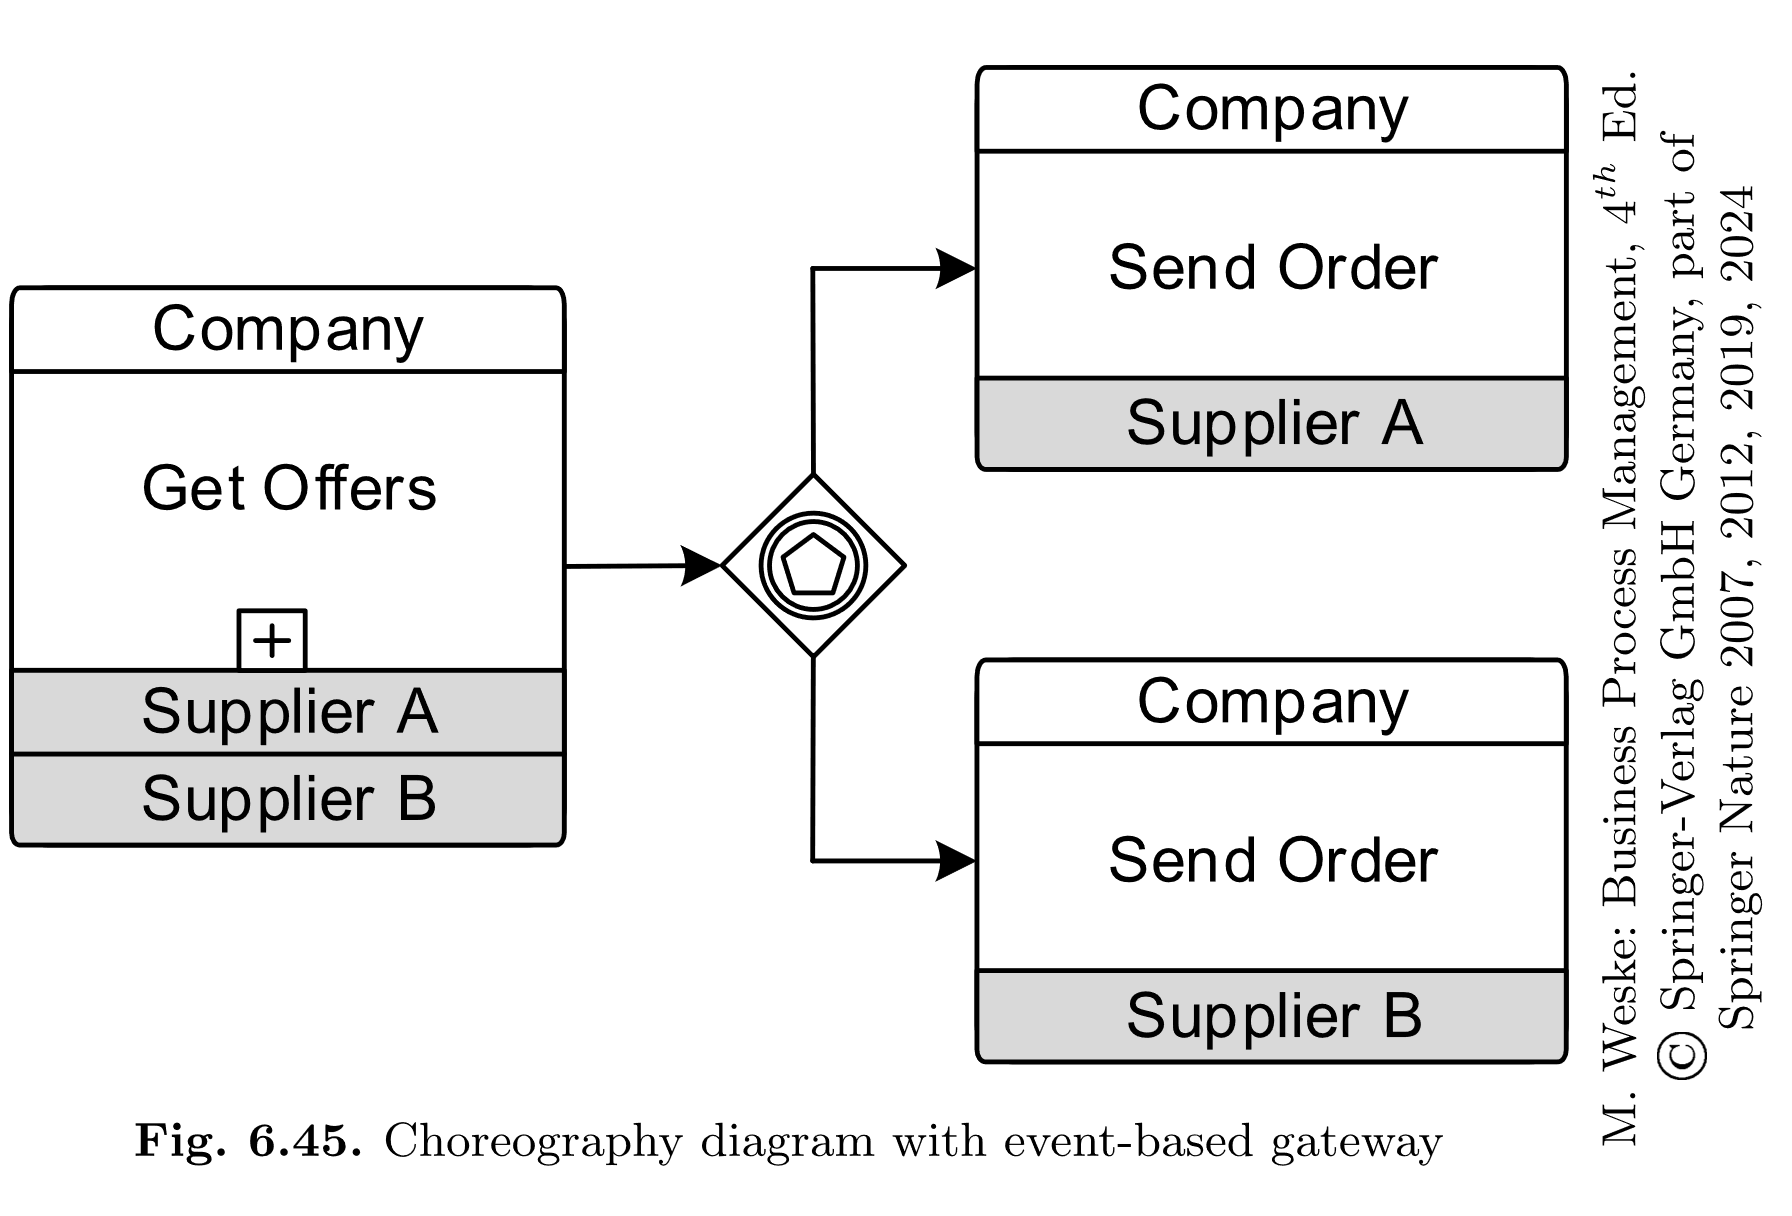 Company
Get Offers
Supplier A
Supplier B
Company
Send Order
Supplier A
Company
Send Order
Supplier B
Fig. 6.45. Choreography diagram with event-based gateway
M. Weske: Business Process Management, 4th Ed.
© Springer-Verlag GmbH Germany, part of
Springer Nature 2007, 2012, 2019, 2024